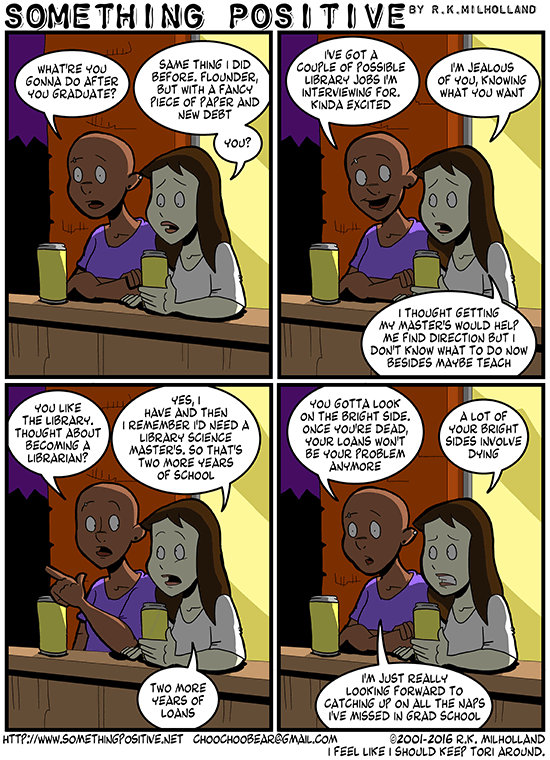 SOMETHING POSITIVE BY R.K.MILHOLLAND
WHAT'RE YOU
GONNA DO AFTER
YOU GRADUATE?
SAME THING I DID
BEFORE. FLOUNDER,
BUT WITH A FANCY
PIECE OF PAPER AND
NEW DEBT
YOU?
I'VE GOT A
COUPLE OF POSSIBLE
LIBRARY JOBS I'M
INTERVIEWING FOR.
KINDA EXCITED
I'M JEALOUS
OF YOU, KNOWING
WHAT YOU WANT
I THOUGHT GETTING
MY MASTER'S WOULD HELP
ME FIND DIRECTION BUT I
DON'T KNOW WHAT TO DO NOW
BESIDES MAYBE TEACH
YOU LIKE
THE LIBRARY.
THOUGHT ABOUT
BECOMING A
LIBRARIAN?
YES, I
HAVE AND THEN
I REMEMBER I'D NEED A
LIBRARY SCIENCE
MASTER'S. SO THAT'S
TWO MORE YEARS
OF SCHOOL
TWO MORE
YEARS OF
LOANS
YOU GOTTA LOOK
ON THE BRIGHT SIDE.
ONCE YOU'RE DEAD,
YOUR LOANS WON'T
BE YOUR PROBLEM
ANYMORE
A LOT OF
YOUR BRIGHT
SIDES INVOLVE
DYING
I'M JUST REALLY
LOOKING FORWARD TO
CATCHING UP ON ALL THE NAPS
I'VE MISSED IN GRAD SCHOOL
HTTP://WWW.SOMETHINGPOSITIVE.NET CHOOCHOOBEAR@GMAIL.COM ©2001-2016 R.K. MILHOLLAND
I FEEL LIKE I SHOULD KEEP TORI AROUND.